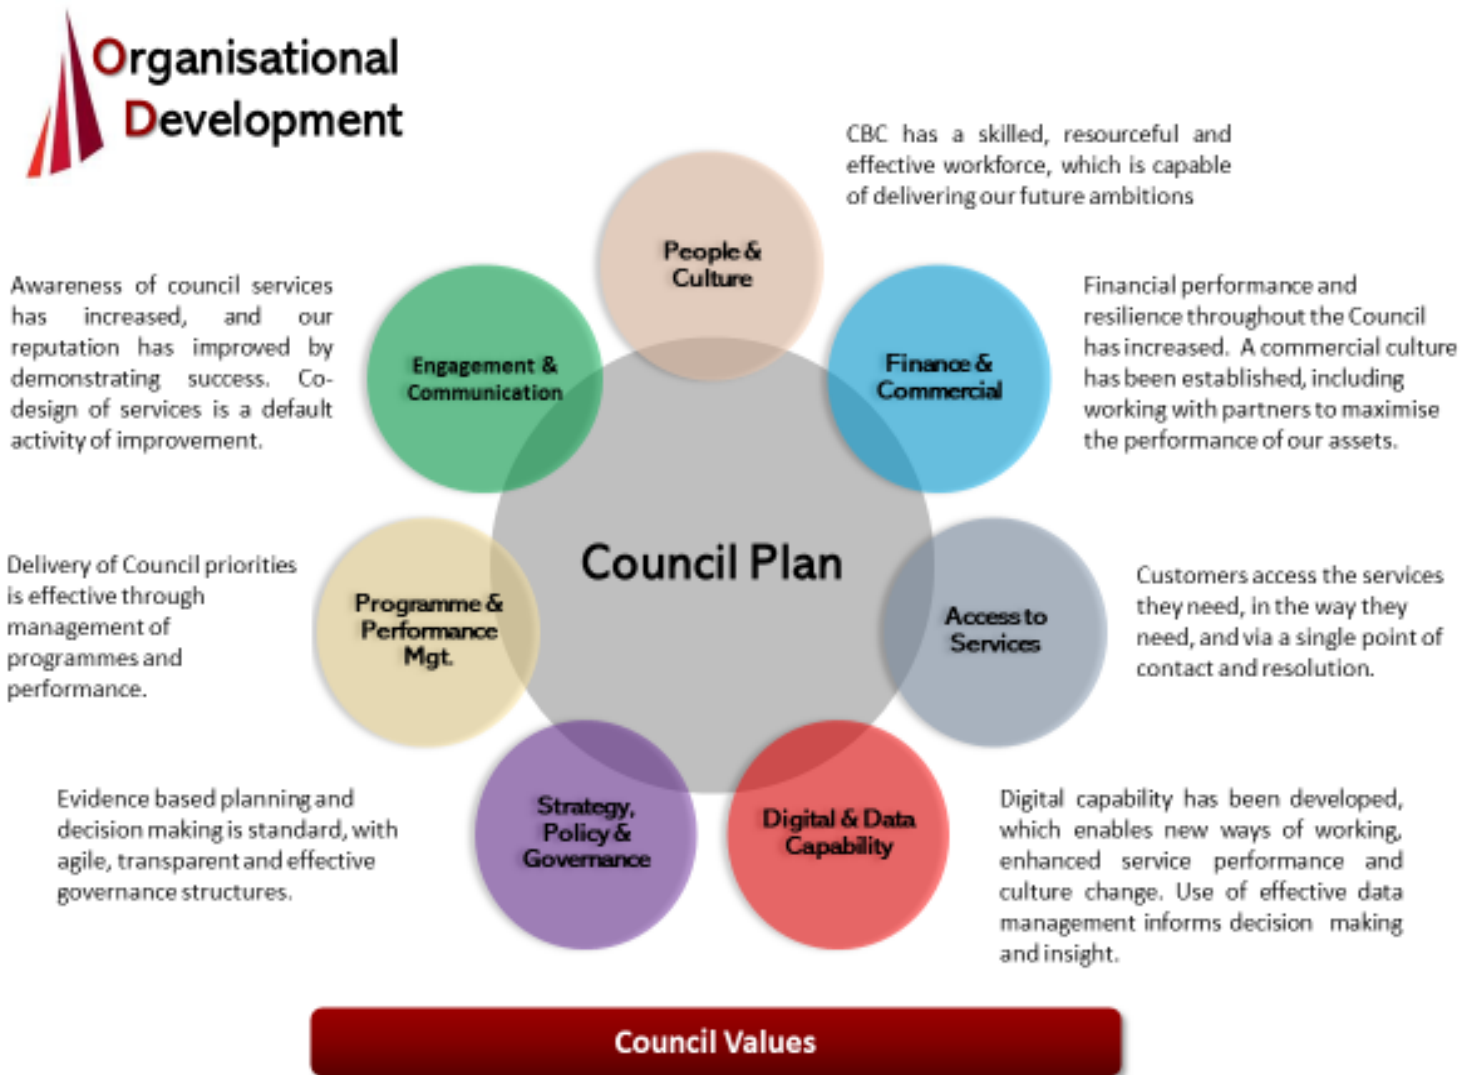 Organisational
Development
CBC has a skilled, resourceful and
effective workforce, which is capable
of delivering our future ambitions
People &
Culture
Awareness of council services
has increased, and our
reputation has improved by
demonstrating success. Co-
design of services is a default
activity of improvement.
Engagement &
Communication
Finance &
Commercial
Financial performance and
resilience throughout the Council
has increased. A commercial culture
has been established, including
working with partners to maximise
the performance of our assets.
Council Plan
Delivery of Council priorities
is effective through
management of
programmes and
performance.
Programme &
Performance
Mgt.
Access to
Services
Customers access the services
they need, in the way they
need, and via a single point of
contact and resolution.
Evidence based planning and
decision making is standard, with
agile, transparent and effective
governance structures.
Strategy,
Policy &
Governance
Digital & Data
Capability
Digital capability has been developed,
which enables new ways of working,
enhanced service performance and
culture change. Use of effective data
management informs decision making
and insight.
Council Values